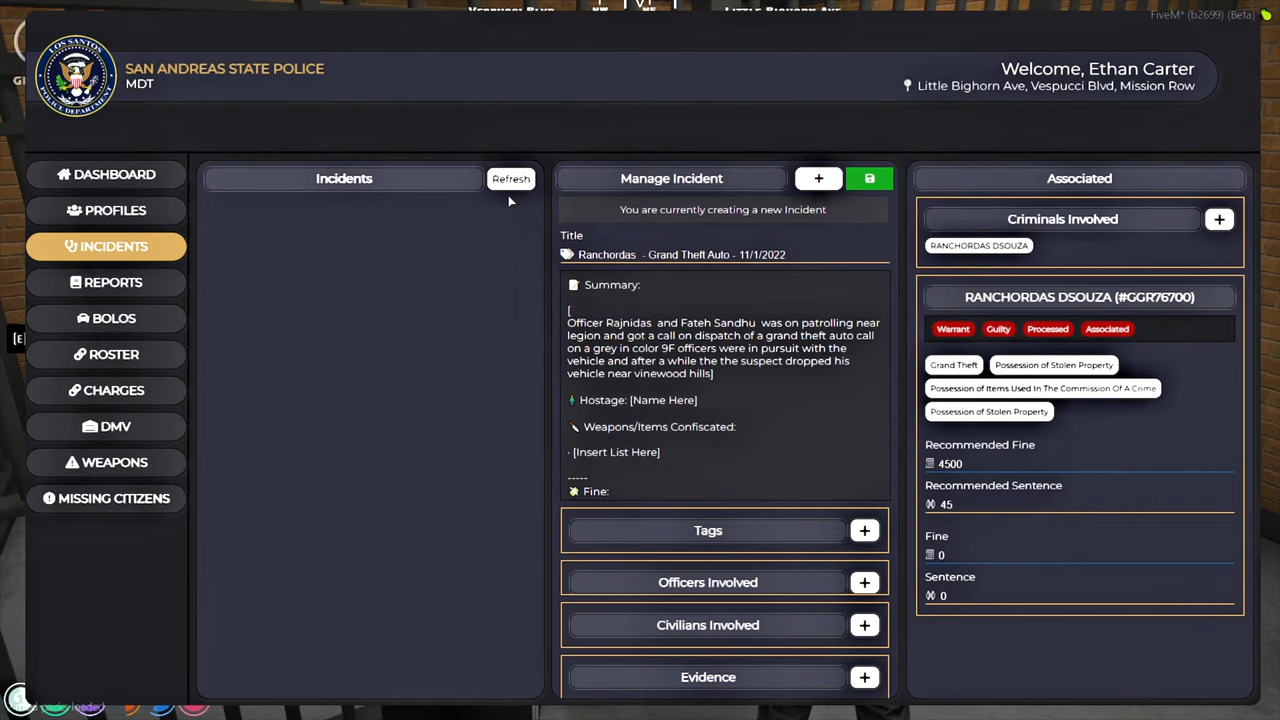 FiveM* (b2699) (Beta)
LOS SANTOS
POLICE DEPARTMENT
SAN ANDREAS STATE POLICE
MDT
Welcome, Ethan Carter
Little Bighorn Ave, Vespucci Blvd, Mission Row
DASHBOARD
PROFILES
INCIDENTS
REPORTS
BOLOS
ROSTER
CHARGES
DMV
WEAPONS
MISSING CITIZENS
[E]
Incidents
Refresh
Manage Incident
+
You are currently creating a new Incident
Title
Ranchordas - Grand Theft Auto - 11/1/2022
Summary:
[
Officer Rajnidas and Fateh Sandhu was on patrolling near
legion and got a call on dispatch of a grand theft auto call
on a grey in color 9F officers were in pursuit with the
vehicle and after a while the the suspect dropped his
vehicle near vinewood hills]
Hostage: [Name Here]
Weapons/Items Confiscated:
· [Insert List Here]
-----
Fine:
Tags +
Officers Involved +
Civilians Involved +
Evidence +
Associated
Criminals Involved +
RANCHORDAS DSOUZA
RANCHORDAS DSOUZA (#GGR76700)
Warrant Guilty Processed Associated
Grand Theft Possession of Stolen Property
Possession of Items Used In The Commission Of A Crime
Possession of Stolen Property
Recommended Fine
4500
Recommended Sentence
45
Fine
0
Sentence
0